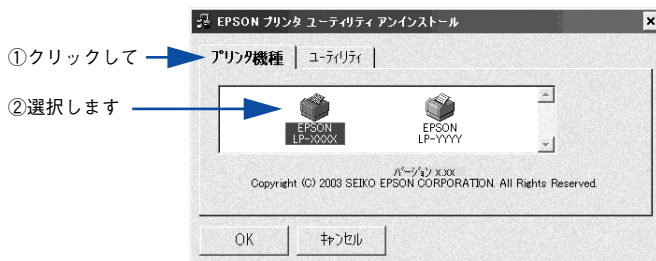 EPSON プリンタ ユーティリティ アンインストール
①クリックして
プリンタ機種
ユーティリティ
②選択します
EPSON
LP-XXXX
EPSON
LP-YYYY
バージョン x.xx
Copyright (C) 2003 SEIKO EPSON CORPORATION. All Rights Reserved.
OK
キャンセル